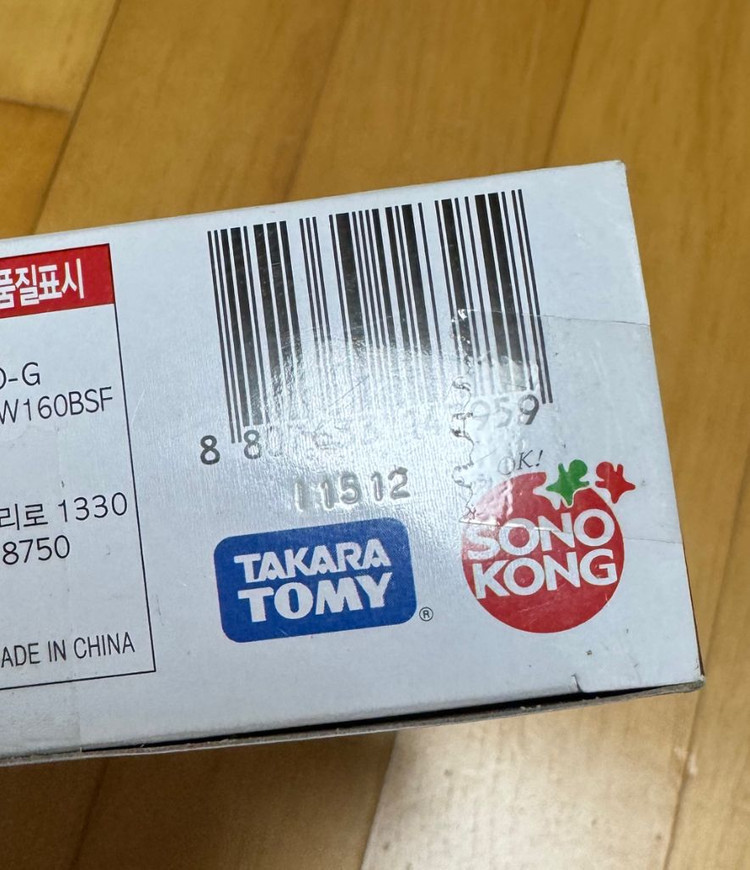 품질표시
D-G
W160BSF
리로 1330
8750
ADE IN CHINA
11512
TAKARA
TOMY
®
OK!
SONO
KONG